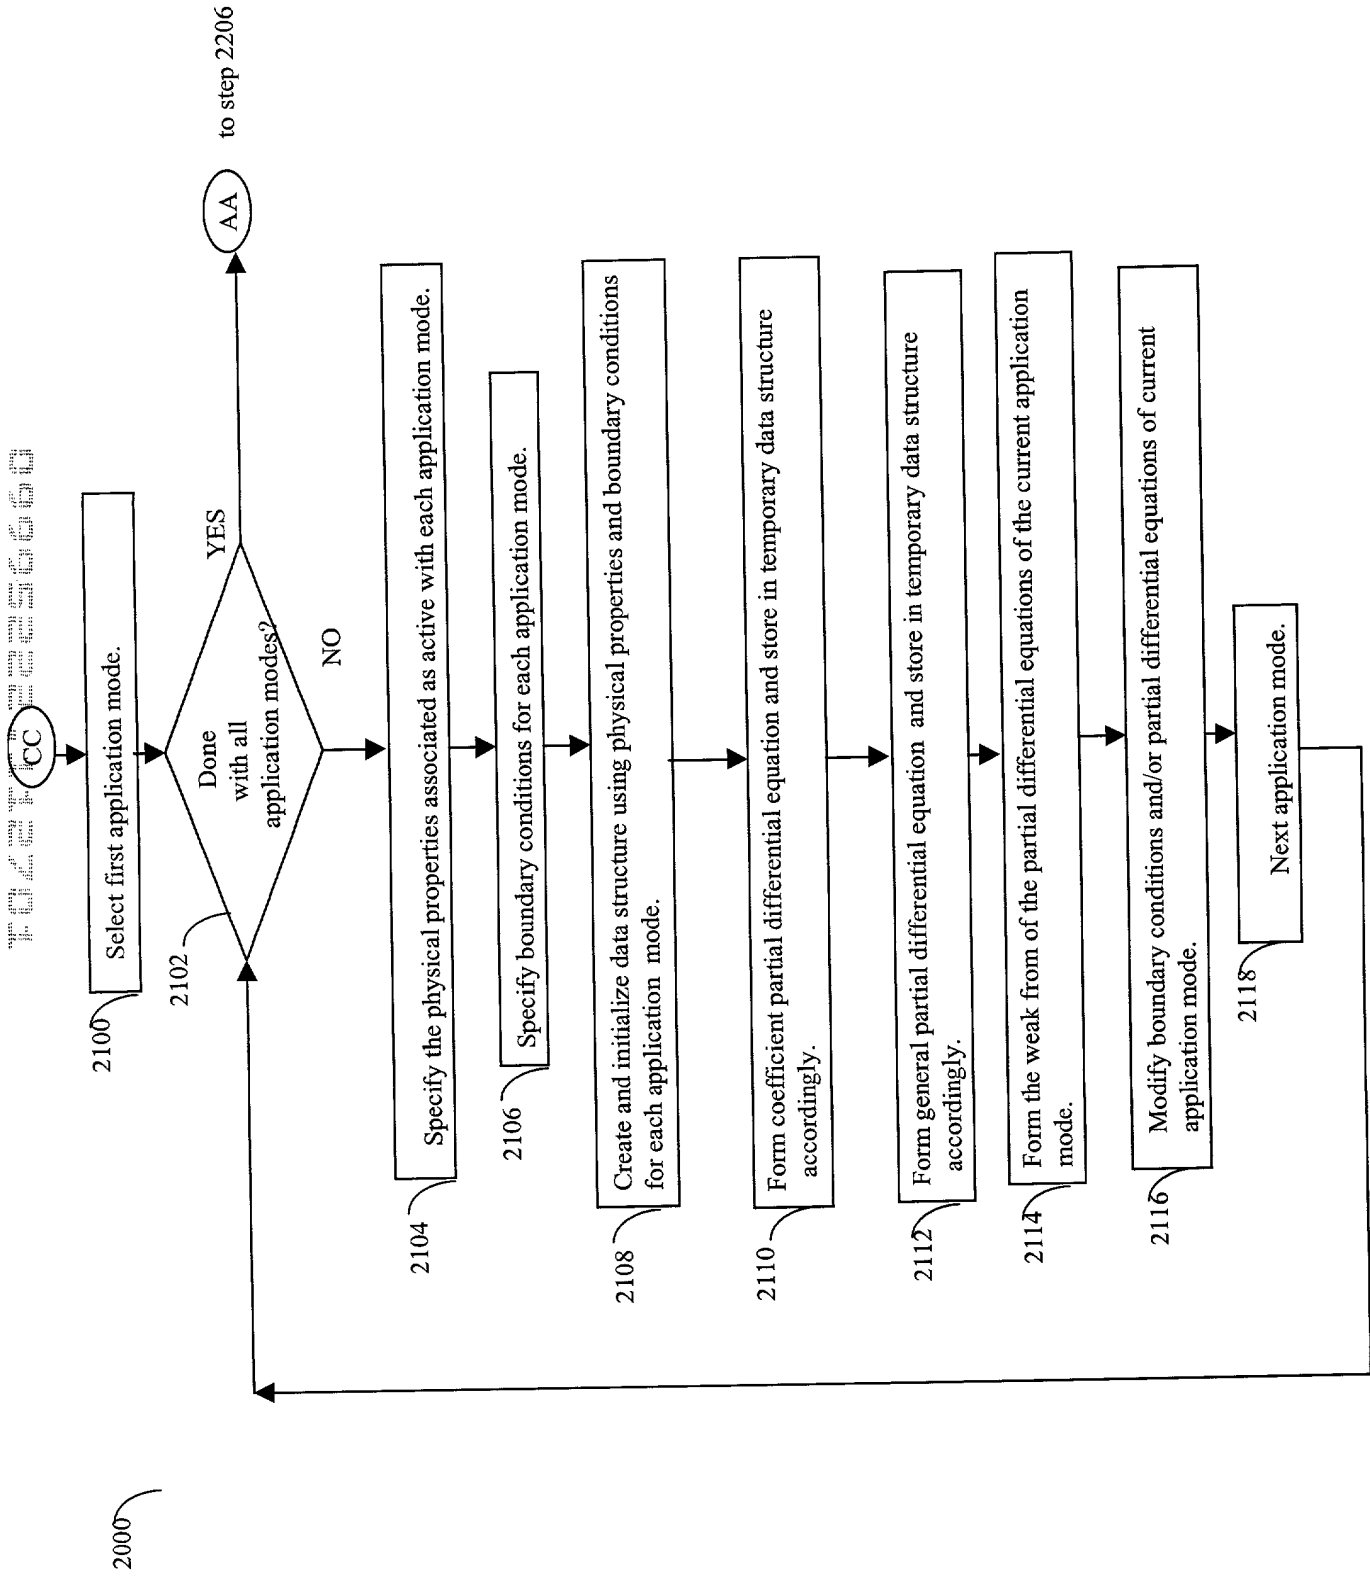 CC
2100
Select first application mode.
2102
Done
with all
application modes?
YES
AA
to step 2206
NO
2104
Specify the physical properties associated as active with each application mode.
2106
Specify boundary conditions for each application mode.
2108
Create and initialize data structure using physical properties and boundary conditions
for each application mode.
2110
Form coefficient partial differential equation and store in temporary data structure
accordingly.
2112
Form general partial differential equation and store in temporary data structure
accordingly.
2114
Form the weak from of the partial differential equations of the current application
mode.
2116
Modify boundary conditions and/or partial differential equations of current
application mode.
2118
Next application mode.
2000